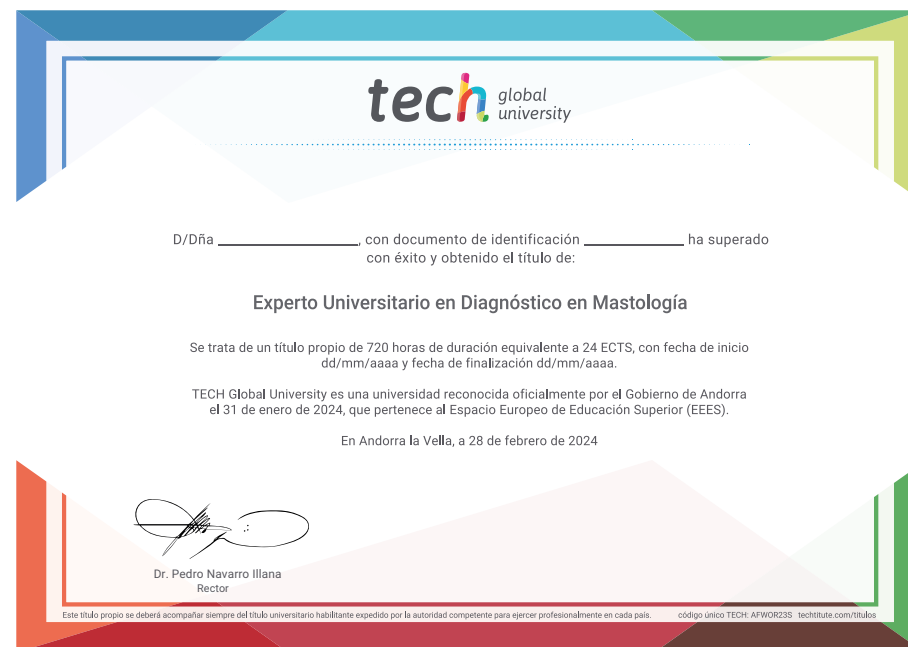 tech global university
D/Dña ______________, con documento de identificación __________ ha superado
con éxito y obtenido el título de:
Experto Universitario en Diagnóstico en Mastología
Se trata de un título propio de 720 horas de duración equivalente a 24 ECTS, con fecha de inicio
dd/mm/aaaa y fecha de finalización dd/mm/aaaa.
TECH Global University es una universidad reconocida oficialmente por el Gobierno de Andorra
el 31 de enero de 2024, que pertenece al Espacio Europeo de Educación Superior (EEES).
En Andorra la Vella, a 28 de febrero de 2024
Dr. Pedro Navarro Illana
Rector
Este título propio se deberá acompañar siempre del título universitario habilitante expedido por la autoridad competente para ejercer profesionalmente en cada país. código único TECH: AFWOR23S techtitute.com/titulos